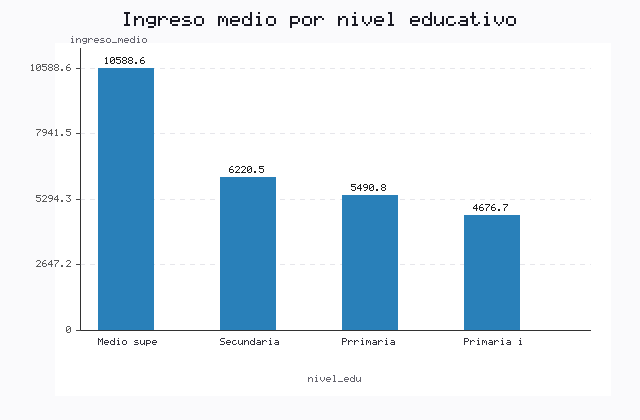 Ingreso medio por nivel educativo
ingreso_medio
10588.6
10588.6
7941.5
6220.5
5490.8
5294.3
4676.7
2647.2
0
Medio supe Secundaria Prrimaria Primaria i
nivel_edu